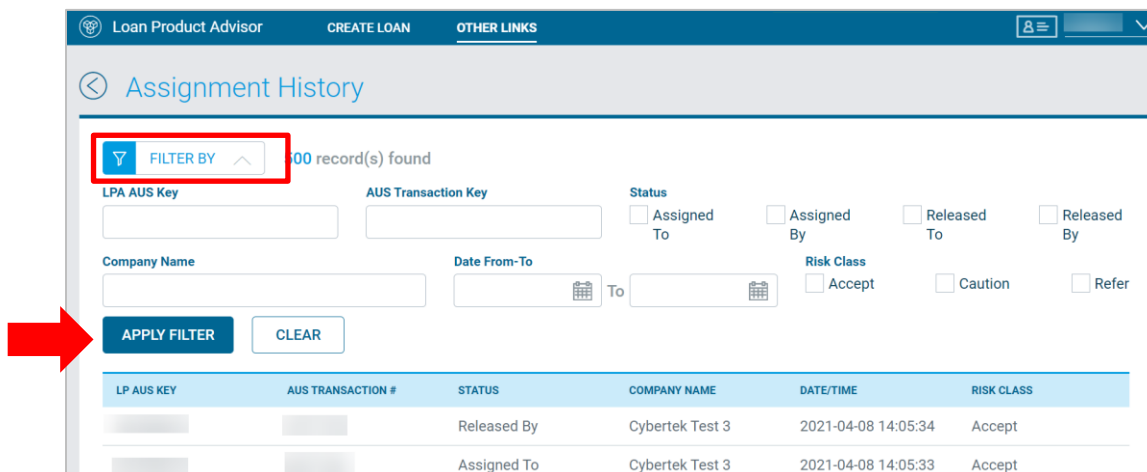 Loan Product Advisor CREATE LOAN OTHER LINKS
Assignment History
FILTER BY 500 record(s) found
LPA AUS Key AUS Transaction Key Status
Assigned To Assigned By Released To Released By
Company Name Date From-To Risk Class
To Accept Caution Refer
APPLY FILTER CLEAR
LP AUS KEY AUS TRANSACTION # STATUS COMPANY NAME DATE/TIME RISK CLASS
Released By Cybertek Test 3 2021-04-08 14:05:34 Accept
Assigned To Cybertek Test 3 2021-04-08 14:05:33 Accept